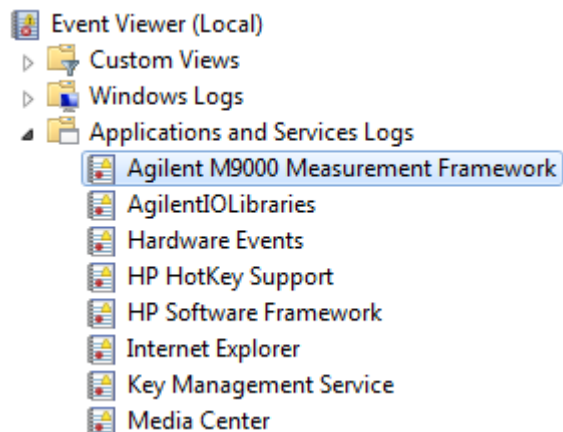 Event Viewer (Local)
Custom Views
Windows Logs
Applications and Services Logs
Agilent M9000 Measurement Framework
AgilentIOLibraries
Hardware Events
HP HotKey Support
HP Software Framework
Internet Explorer
Key Management Service
Media Center